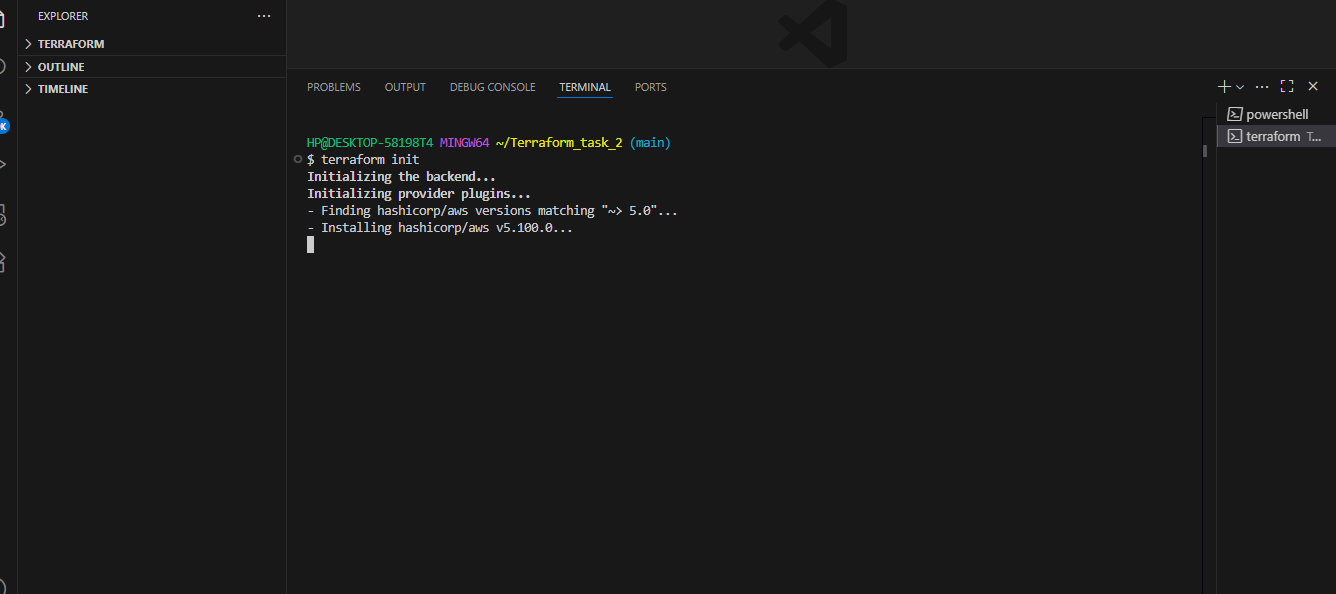 EXPLORER
TERRAFORM
OUTLINE
TIMELINE
PROBLEMS OUTPUT DEBUG CONSOLE TERMINAL PORTS
powershell
terraform T...
HP@DESKTOP-58198T4 MINGW64 ~/Terraform_task_2 (main)
$ terraform init
Initializing the backend...
Initializing provider plugins...
- Finding hashicorp/aws versions matching "~> 5.0"...
- Installing hashicorp/aws v5.100.0...